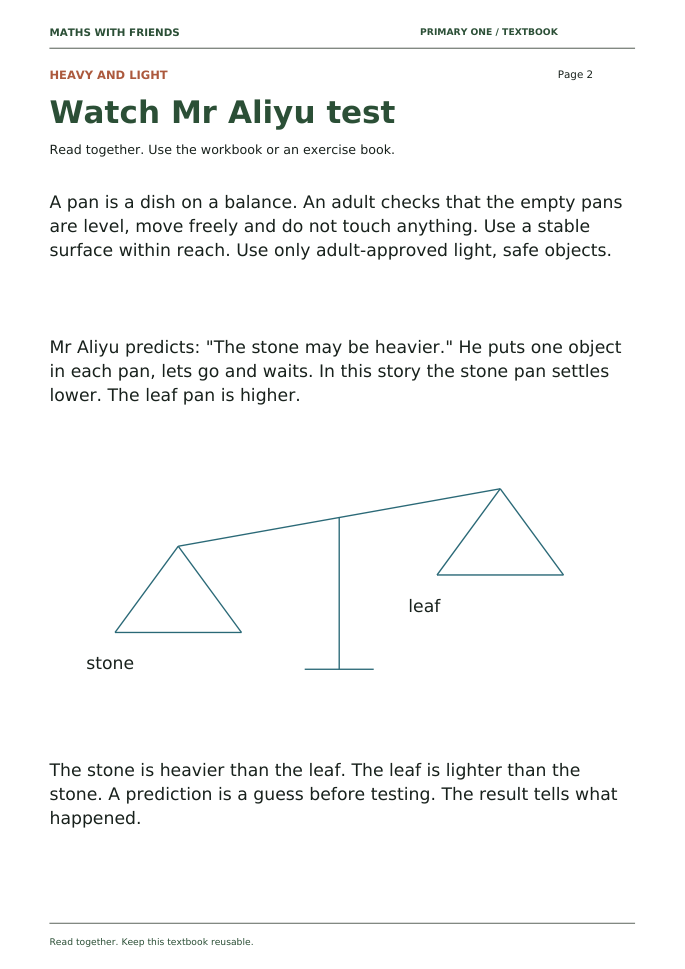 MATHS WITH FRIENDS
PRIMARY ONE / TEXTBOOK
HEAVY AND LIGHT
Page 2
Watch Mr Aliyu test
Read together. Use the workbook or an exercise book.
A pan is a dish on a balance. An adult checks that the empty pans
are level, move freely and do not touch anything. Use a stable
surface within reach. Use only adult-approved light, safe objects.
Mr Aliyu predicts: "The stone may be heavier." He puts one object
in each pan, lets go and waits. In this story the stone pan settles
lower. The leaf pan is higher.
leaf
stone
The stone is heavier than the leaf. The leaf is lighter than the
stone. A prediction is a guess before testing. The result tells what
happened.
Read together. Keep this textbook reusable.